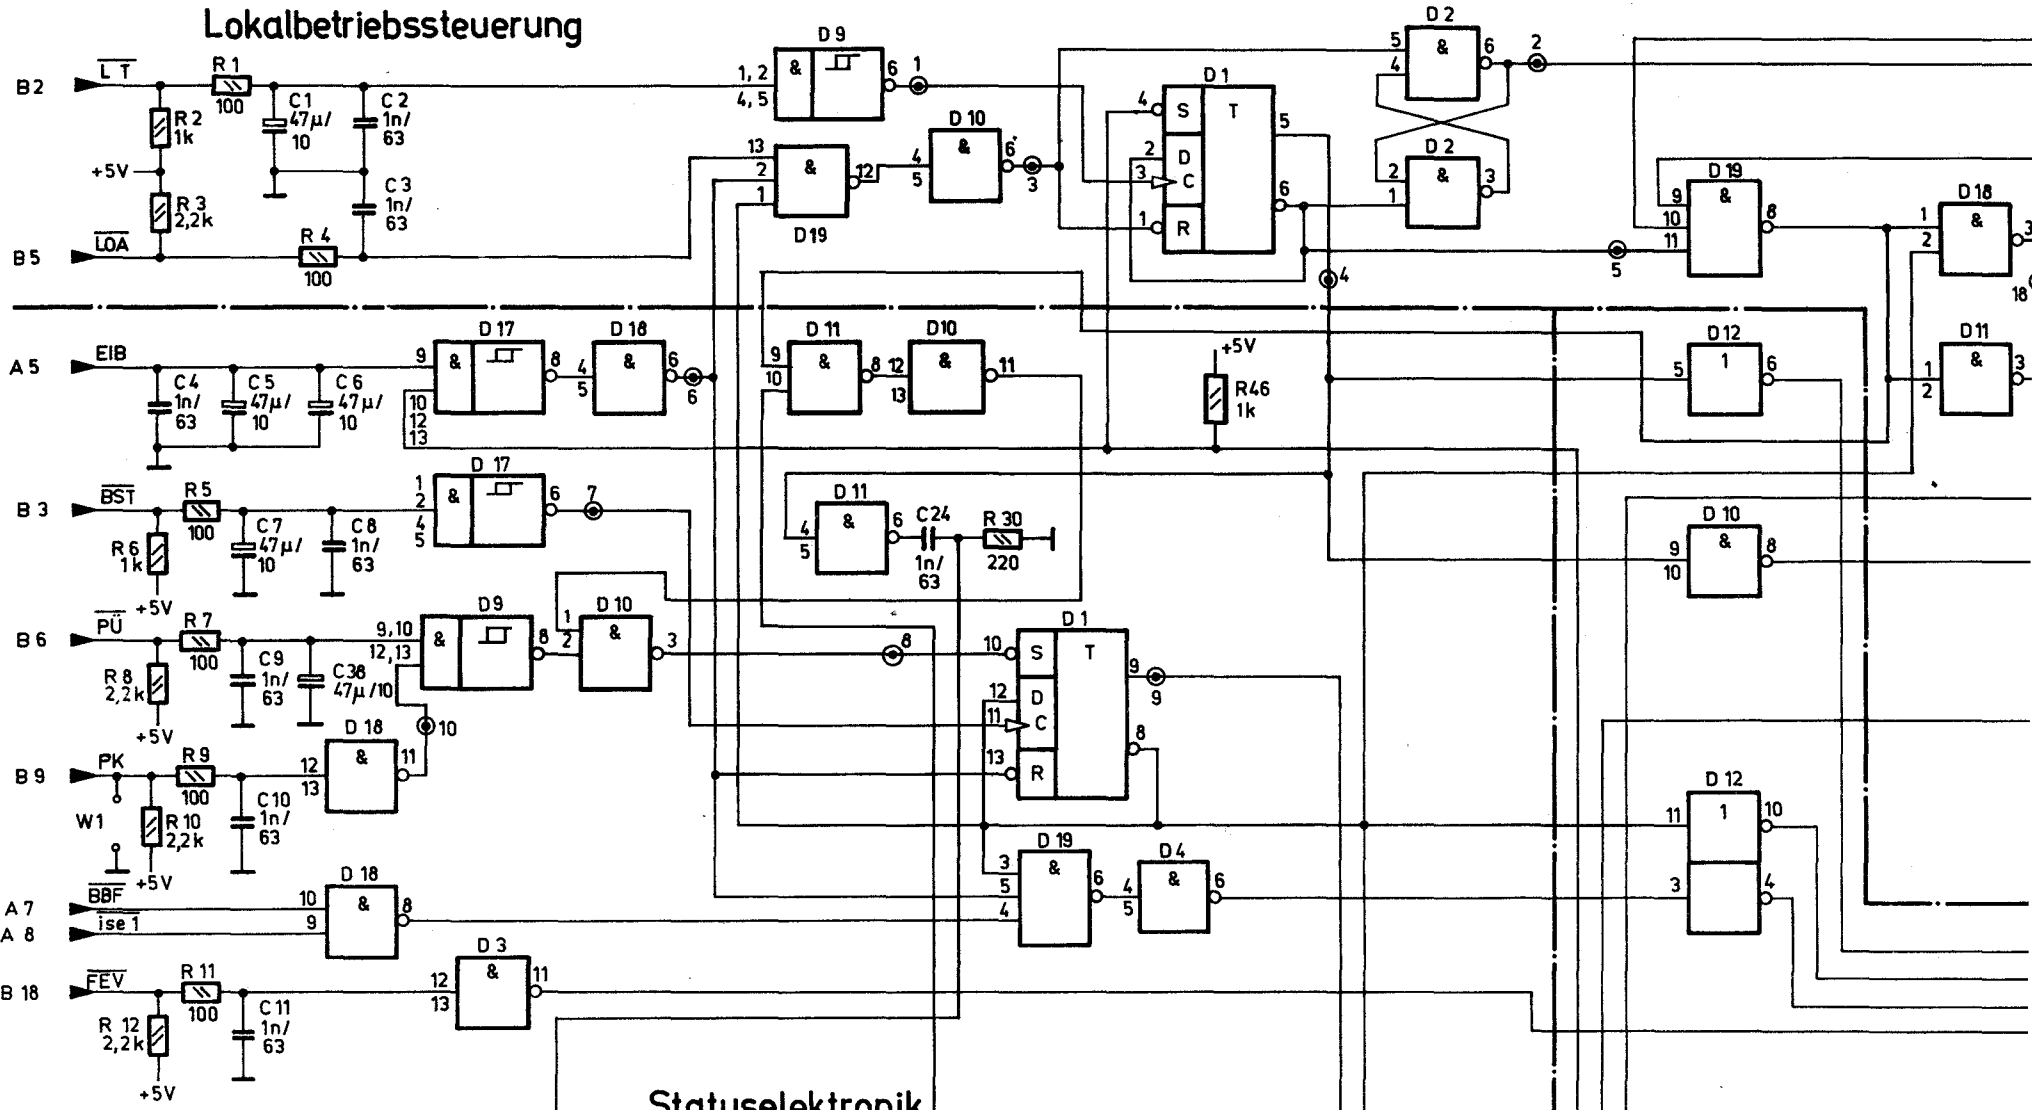 Lokalbetriebssteuerung
B2 LT R1 100
R2 1k
C1 47µ/ 10
C2 1n/ 63
+5V
R3 2,2k
C3 1n/ 63
B5 LOA R4 100
D9 & 1,2 4,5 6 1
D19 & 13 2 1 12
D10 & 4 5 6 3
D1 S T D C R 4 2 3 1 5 6
4
D2 & 5 4 6 2
D2 & 2 1 3
5
D19 & 9 10 11 8
D18 & 1 2 3
18
A5 EIB
C4 1n/ 63
C5 47µ/ 10
C6 47µ/ 10
D17 & 9 10 12 13 8
D18 & 4 5 6 6
D11 & 9 10 8
D10 & 12 13 11
+5V R46 1k
D12 1 5 6
D11 & 1 2 3
B3 BST R5 100
R6 1k +5V
C7 47µ/ 10
C8 1n/ 63
D17 & 1 2 4 5 6 7
D11 & 4 5 6
C24 1n/ 63
R30 220
D10 & 9 10 8
B6 PÜ R7 100
R8 2,2k +5V
C9 1n/ 63
C38 47µ/10
D9 & 9,10 12,13 8
D10 & 1 2 3
8
D1 S T D C R 10 12 11 13 9 8
9
B9 PK R9 100
W1
R10 2,2k +5V
C10 1n/ 63
D18 & 12 13 11 10
D12 1 11 10 3 4
A7 BBF
A8 ise1
D18 & 10 9 8
D19 & 3 5 4 6
D4 & 4 5 6
B18 FEV R11 100
R12 2,2k +5V
C11 1n/ 63
D3 & 12 13 11
Statuselektronik